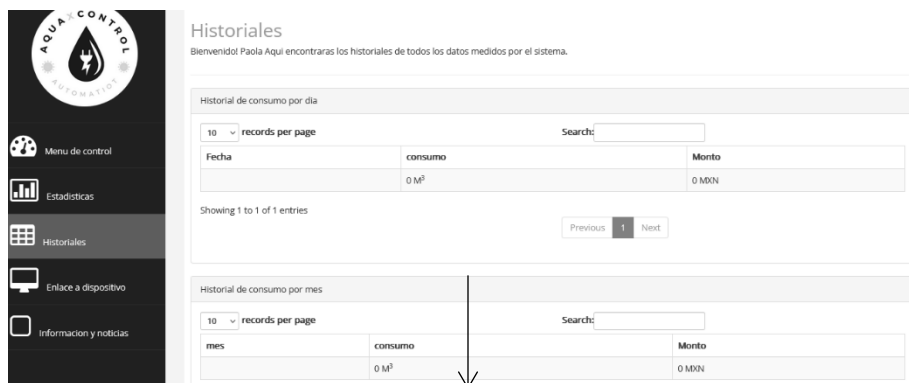 AQUA X CONTROL
AUTOMATIOT
Menu de control
Estadisticas
Historiales
Enlace a dispositivo
Informacion y noticias
Historiales
Bienvenido! Paola Aqui encontraras los historiales de todos los datos medidos por el sistema.
Historial de consumo por dia
10 records per page Search:
Fecha consumo Monto
0 M³ 0 MXN
Showing 1 to 1 of 1 entries
Previous 1 Next
Historial de consumo por mes
10 records per page Search:
mes consumo Monto
0 M³ 0 MXN